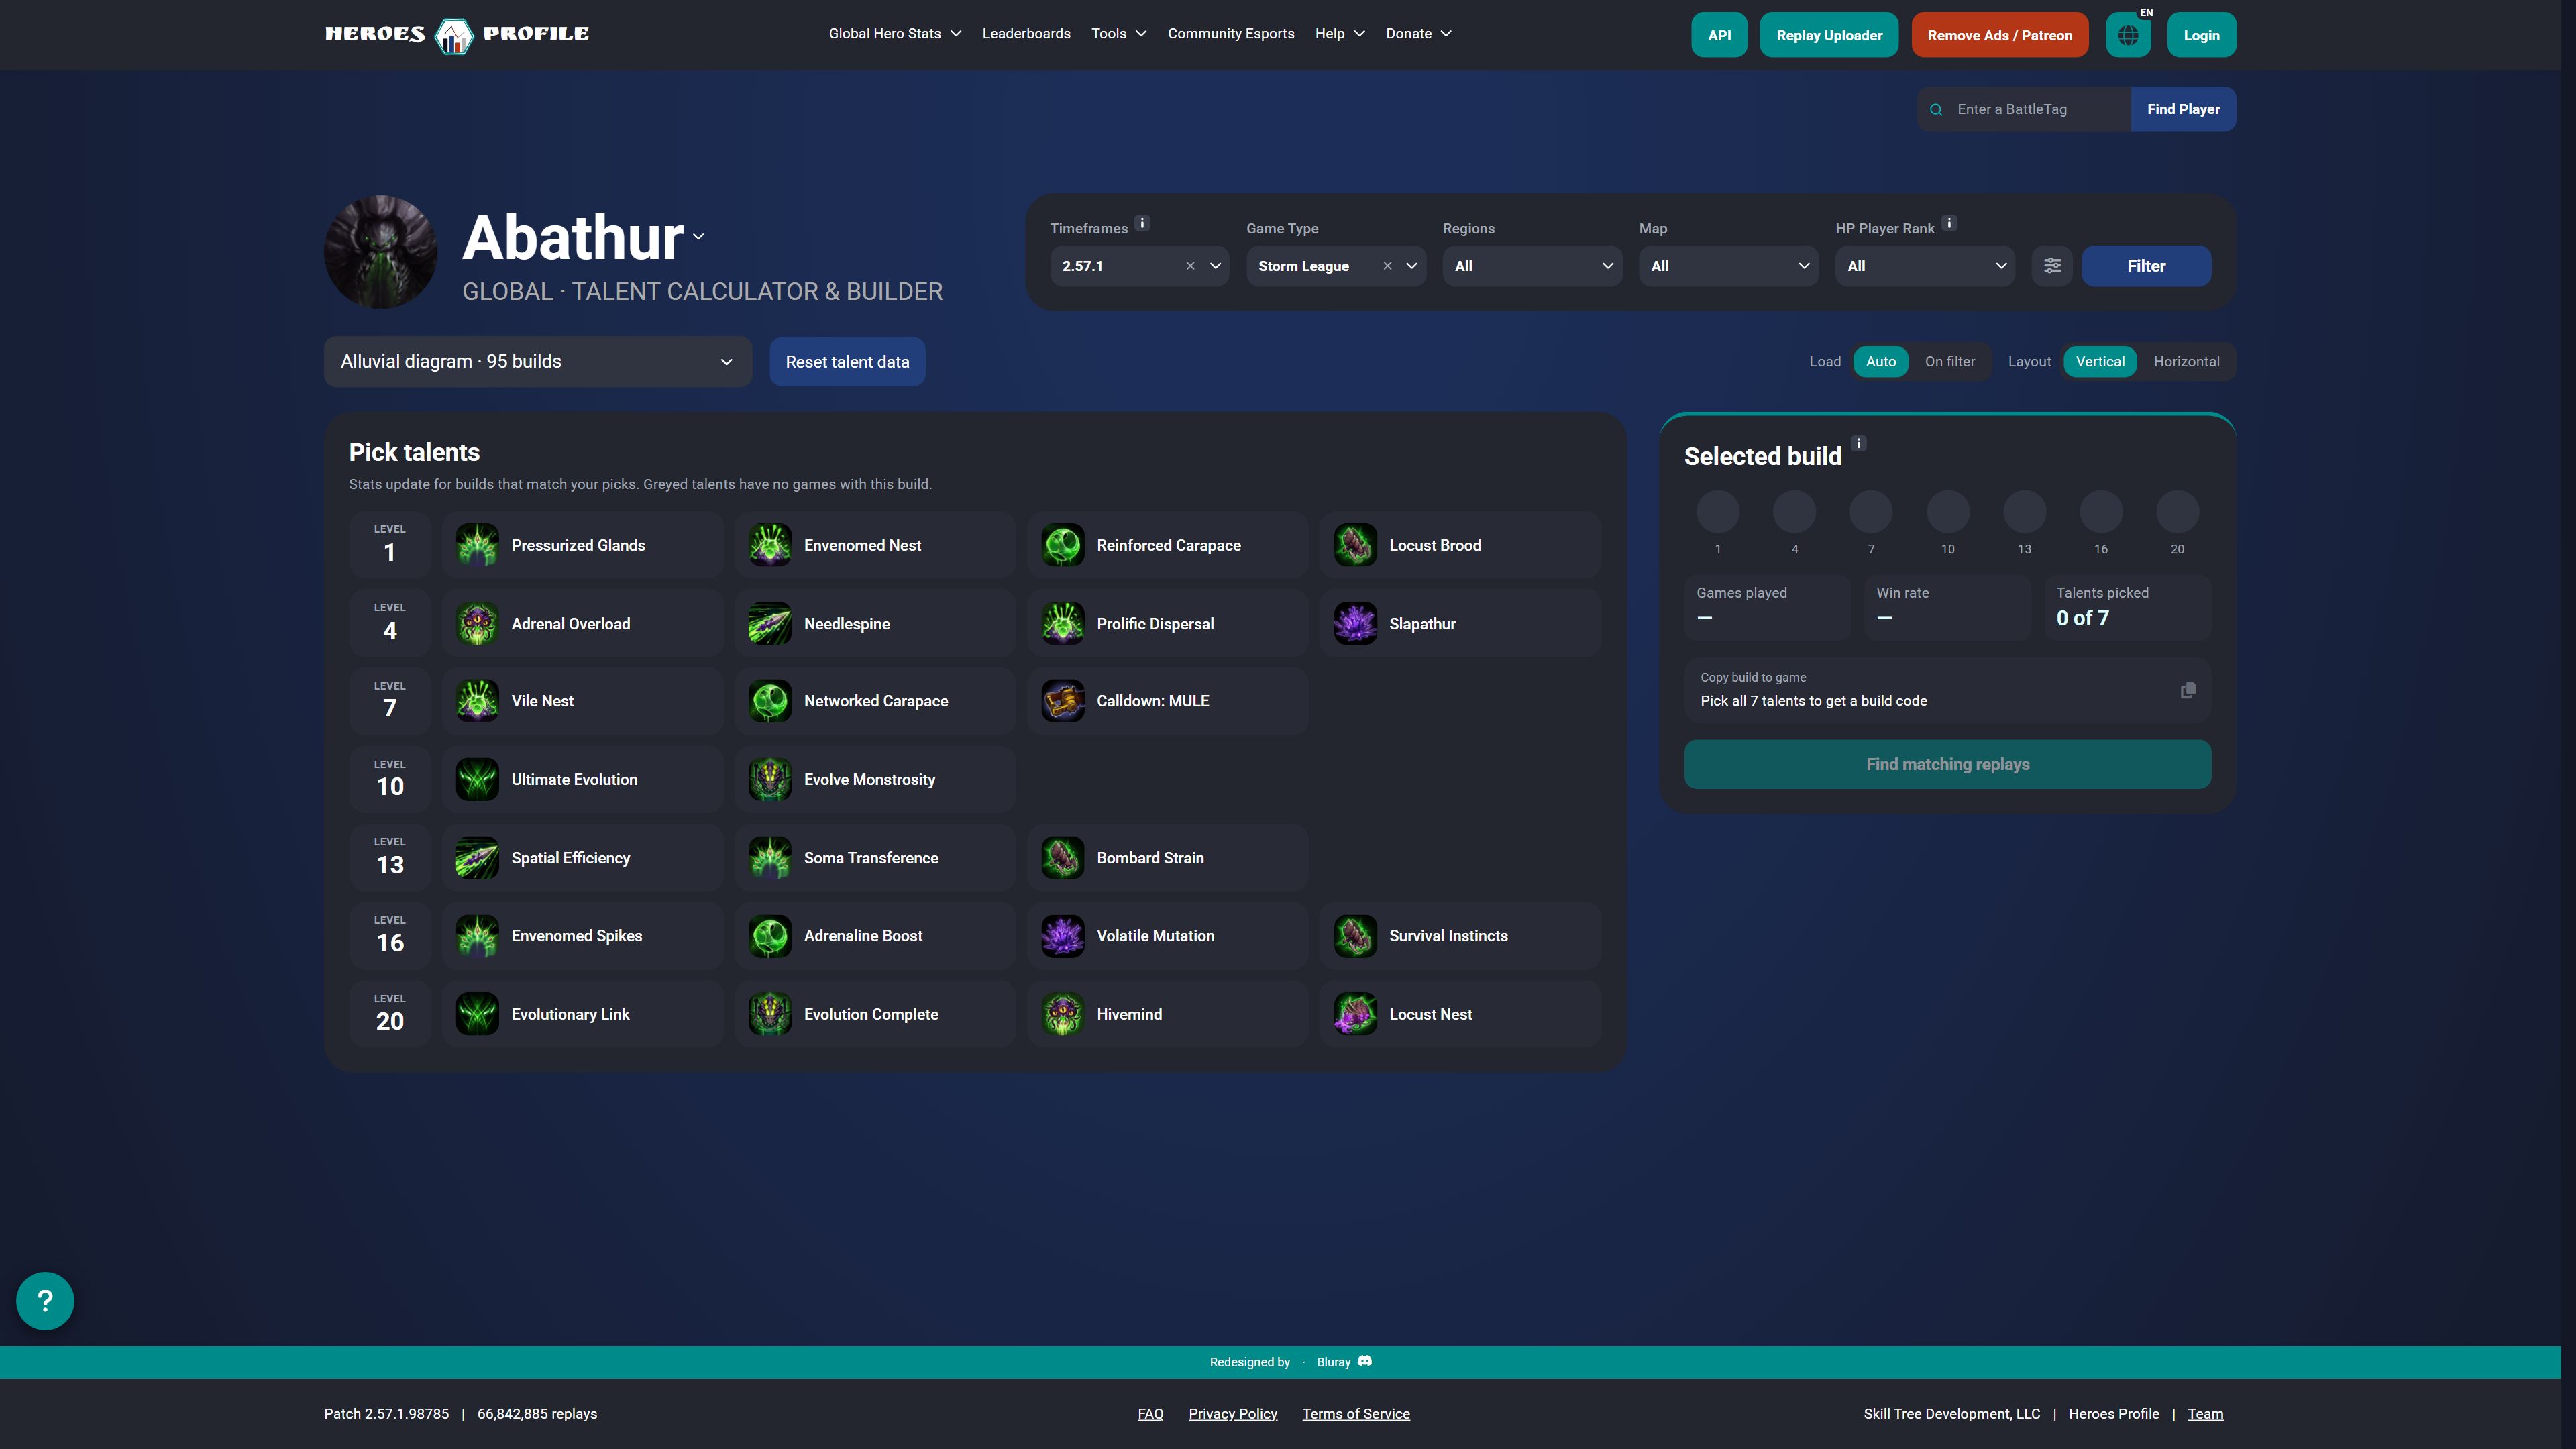 HEROES PROFILE
Global Hero Stats
Leaderboards
Tools
Community Esports
Help
Donate
API
Replay Uploader
Remove Ads / Patreon
EN
Login
Enter a BattleTag
Find Player
Abathur
GLOBAL · TALENT CALCULATOR & BUILDER
Timeframes i
2.57.1 ×
Game Type
Storm League ×
Regions
All
Map
All
HP Player Rank i
All
Filter
Alluvial diagram · 95 builds
Reset talent data
Load
Auto
On filter
Layout
Vertical
Horizontal
Pick talents
Stats update for builds that match your picks. Greyed talents have no games with this build.
LEVEL
1
Pressurized Glands
Envenomed Nest
Reinforced Carapace
Locust Brood
LEVEL
4
Adrenal Overload
Needlespine
Prolific Dispersal
Slapathur
LEVEL
7
Vile Nest
Networked Carapace
Calldown: MULE
LEVEL
10
Ultimate Evolution
Evolve Monstrosity
LEVEL
13
Spatial Efficiency
Soma Transference
Bombard Strain
LEVEL
16
Envenomed Spikes
Adrenaline Boost
Volatile Mutation
Survival Instincts
LEVEL
20
Evolutionary Link
Evolution Complete
Hivemind
Locust Nest
Selected build i
1 4 7 10 13 16 20
Games played
—
Win rate
—
Talents picked
0 of 7
Copy build to game
Pick all 7 talents to get a build code
Find matching replays
?
Redesigned by · Bluray
Patch 2.57.1.98785 | 66,842,885 replays
FAQ
Privacy Policy
Terms of Service
Skill Tree Development, LLC | Heroes Profile | Team